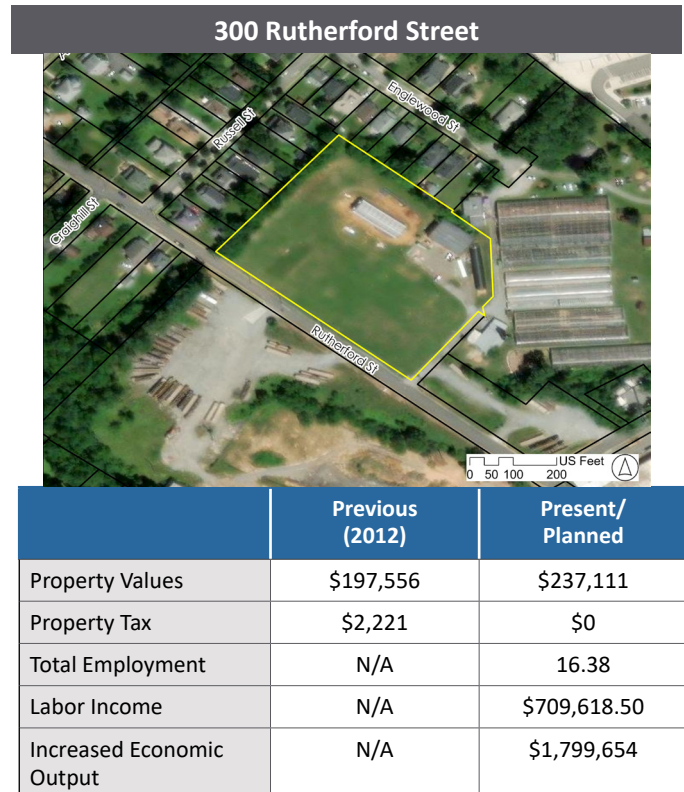 300 Rutherford Street
Englewood St
Russell St
Craighill St
Rutherford St
US Feet
0 50 100 200
Previous
(2012)
Present/
Planned
Property Values $197,556 $237,111
Property Tax $2,221 $0
Total Employment N/A 16.38
Labor Income N/A $709,618.50
Increased Economic
Output
N/A $1,799,654